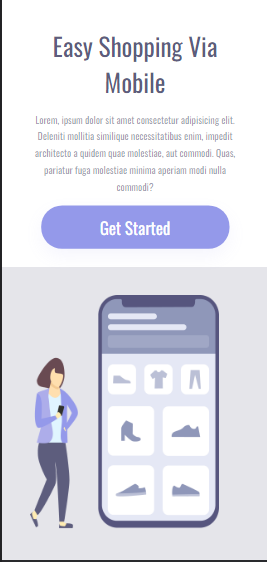 Easy Shopping Via
Mobile
Lorem, ipsum dolor sit amet consectetur adipisicing elit.
Deleniti mollitia similique necessitatibus enim, impedit
architecto a quidem quae molestiae, aut commodi. Quas,
pariatur fuga molestiae minima aperiam modi nulla
commodi?
Get Started